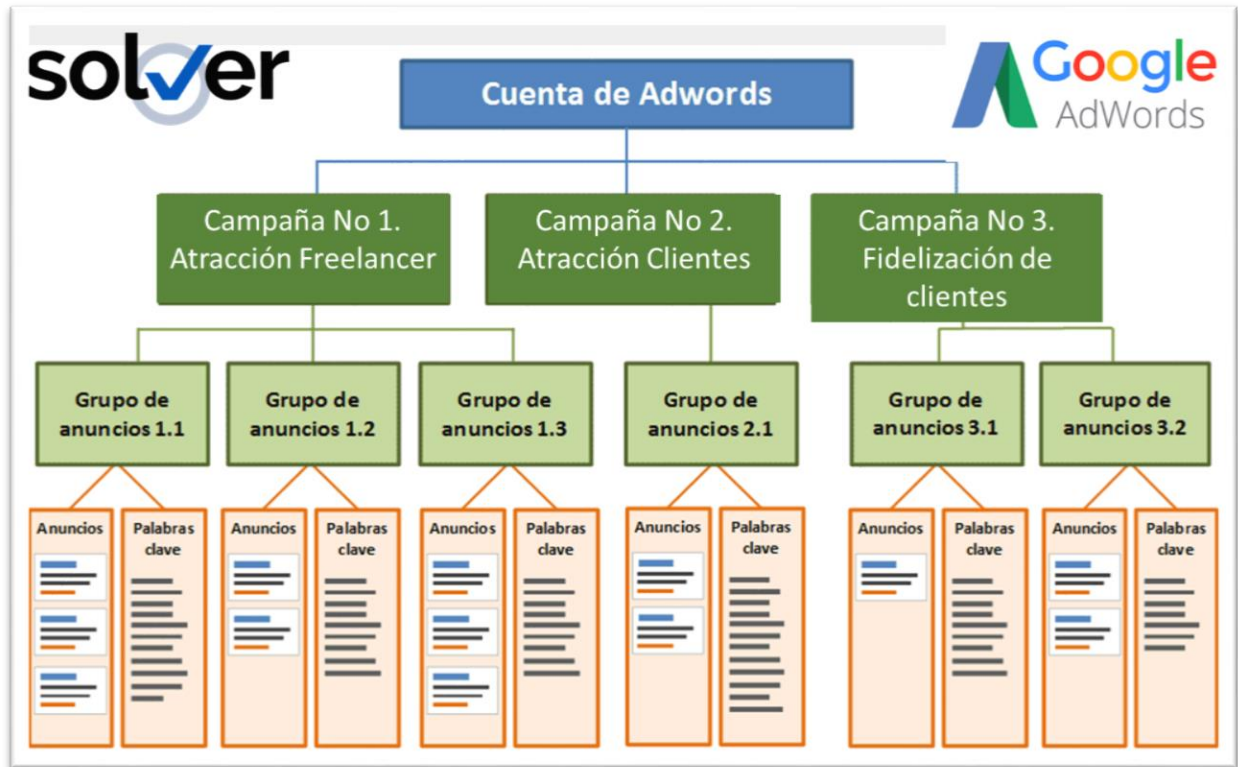 solver
Google
AdWords
Cuenta de Adwords
Campaña No 1.
Atracción Freelancer
Campaña No 2.
Atracción Clientes
Campaña No 3.
Fidelización de
clientes
Grupo de
anuncios 1.1
Grupo de
anuncios 1.2
Grupo de
anuncios 1.3
Grupo de
anuncios 2.1
Grupo de
anuncios 3.1
Grupo de
anuncios 3.2
Anuncios
Palabras
clave
Anuncios
Palabras
clave
Anuncios
Palabras
clave
Anuncios
Palabras
clave
Anuncios
Palabras
clave
Anuncios
Palabras
clave